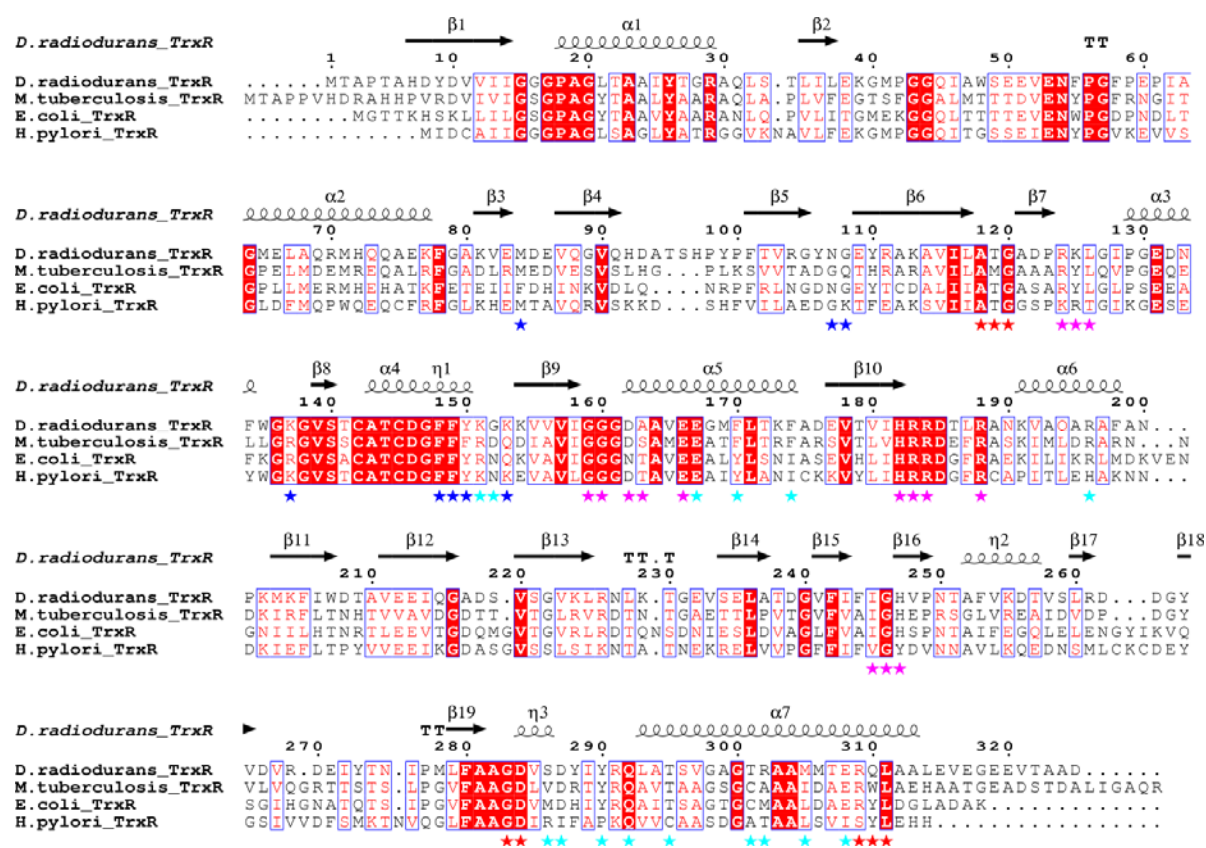 β1 α1 β2
D.radiodurans_TrxR TT
1 10 20 30 40 50 60
D.radiodurans_TrxR ......MTAPTAHDYDVVIIGGGPAGLTAAIYTGRAQLS.TLILEKGMPGGQIAWSEEVENFPGFPEPIA
M.tuberculosis_TrxR MTAPPVHDRAHHPVRDVIVIGSGPAGYTAALYAARAQLA.PLVFEGTSFGGALMTTTDVENYPGFRNGIT
E.coli_TrxR ........MGTTKHSKLLILGSGPAGYTAAVYAARANLQ.PVLITGMEKGGQLTTTTEVENWPGDPNDLT
H.pylori_TrxR .............MIDCAIIGGGPAGLSAGLYATRGGVKNAVLFEKGMPGGQITGSSEIENYPGVKEVVS
α2 β3 β4 β5 β6 β7 α3
D.radiodurans_TrxR
70 80 90 100 110 120 130
D.radiodurans_TrxR GMELAQRMHQQAEKFGAKVEMDEVQGVQHDATSHPYPFTVRGYNGEYRAKAVILATGADPRKLGIPGEDN
M.tuberculosis_TrxR GPELMDEMREQALRFGADLRMEDVESVSLHG...PLKSVVTADGQTHRARAVILAMGAAARYLQVPGEQE
E.coli_TrxR GPLLMERMHEHATKFETEIIFDHINKVDLQ....NRPFRLNGDNGEYTCDALIIATGASARYLGLPSEEA
H.pylori_TrxR GLDFMQPWQEQCFRFGLKHEMTAVQRVSKKD...SHFVILAEDGKTFEAKSVIIATGGSPKRTGIKGESE
β8 α4 η1 β9 α5 β10 α6
D.radiodurans_TrxR
140 150 160 170 180 190 200
D.radiodurans_TrxR FWGKGVSTCATCDGFFYKGKKVVVIGGGDAAVEEGMFLTKFADEVTVIHRRDTLRANKVAQARAFAN...
M.tuberculosis_TrxR LLGRGVSSCATCDGFFFRDQDIAVIGGGDSAMEEATFLTRFARSVTLVHRRDEFRASKIMLDRARNN..N
E.coli_TrxR FKGRGVSACATCDGFFYRNQKVAVIGGGNTAVEEALYLSNIASEVHLIHRRDGFRAEKILIKRLMDKVEN
H.pylori_TrxR YWGKGVSTCATCDGFFYKNKEVAVLGGGDTAVEEAIYLANICKKVYLIHRRDGFRCAPITLEHAKNN...
β11 β12 β13 β14 β15 β16 η2 β17 β18
D.radiodurans_TrxR TT.T
210 220 230 240 250 260
D.radiodurans_TrxR PKMKFIWDTAVEEIQGADS.VSGVKLRNLK.TGEVSELATDGVFIFIGHVPNTAFVKDTVSLRD...DGY
M.tuberculosis_TrxR DKIRFLTNHTVVAVDGDTT.VTGLRVRDTN.TGAETTLPVTGVFVAIGHEPRSGLVREAIDVDP..DGY
E.coli_TrxR GNIILHTNRTLEEVTGDQMGVTGVRLRDTQNSDNIESLDVAGLFVAIGHSPNTAIFEGQLELENGYIKVQ
H.pylori_TrxR DKIEFLTPYVVEEIKGDASGVSSLSIKNTA.TNEKRELVVPGFFIFVGYDVNNAVLKQEDNSMLCKCDEY
TT β19 η3 α7
D.radiodurans_TrxR
270 280 290 300 310 320
D.radiodurans_TrxR VDVR.DEIYTN.IPMLFAAGDVSDYIYRQLATSVGAGTRAAMMTERQLAALEVEGEEVTAAD......
M.tuberculosis_TrxR VLVQGRTTSTS.LPGVFAAGDLVDRTYRQAVTAAGSGCAAAIDAERWLAEHAATGEADSTDALIGAQR
E.coli_TrxR SGIHGNATQTS.IPGVFAAGDVMDHIYRQAITSAGTGCMAALDAERYLDGLADAK.............
H.pylori_TrxR GSIVVDFSMKTNVQGLFAAGDIRIFAPKQVVCAASDGATAALSVISYLEHH.................